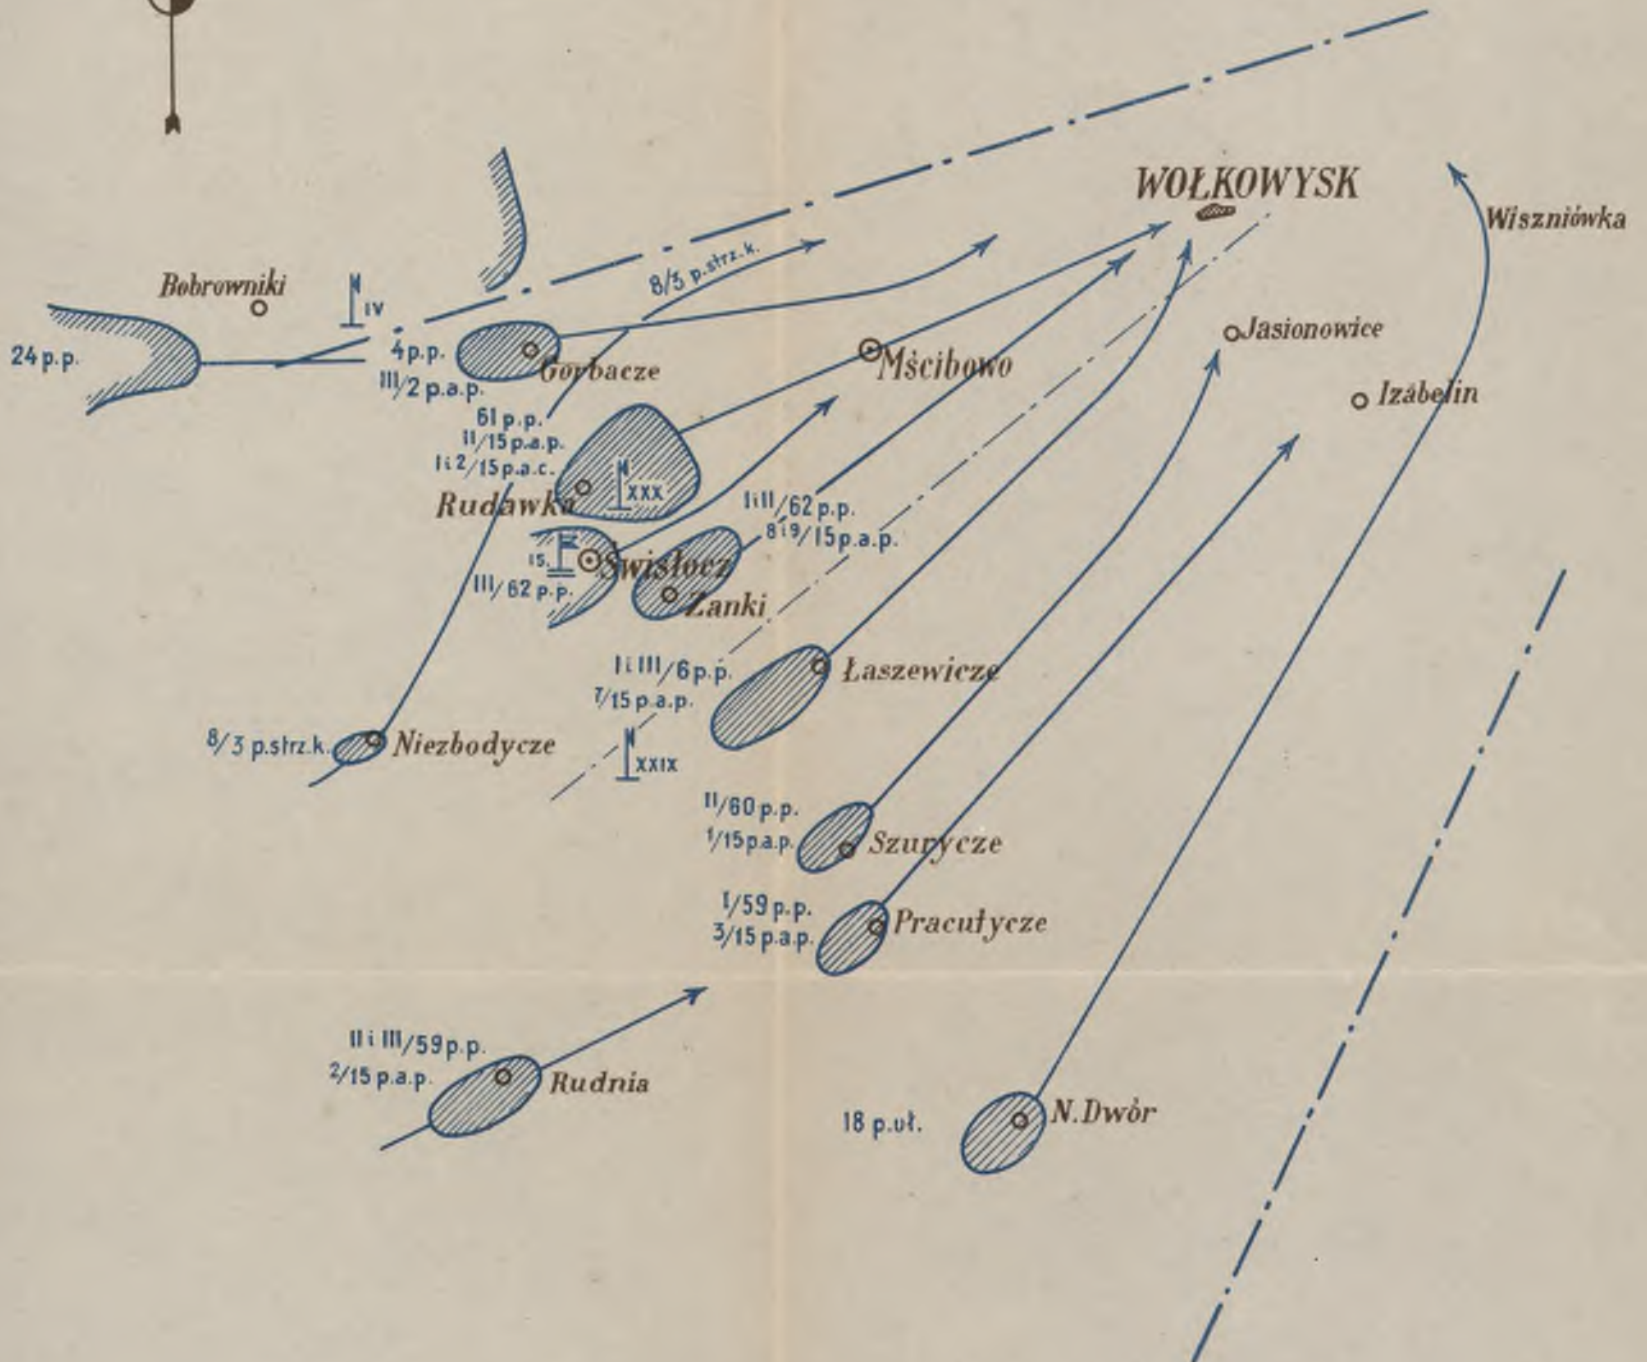 WOŁKOWYSK
Wiszniówka
8/3 p.strz.k.
Bobrowniki
IV
24 p.p.
4 p.p.
Gorbacze
III/2 p.a.p.
Mścibowo
Jasionowice
Izabelin
61 p.p.
II/15 p.a.p.
1 i 2/15 p.a.c.
XXX
Rudawka
I i II/62 p.p.
8 i 9/15 p.a.p.
15.
Świsłocz
III/62 p.p.
Zanki
I i III/6 p.p.
Łaszewicze
7/15 p.a.p.
8/3 p.strz.k.
Niezbodycze
XXIX
II/60 p.p.
1/15 p.a.p.
Szurycze
I/59 p.p.
3/15 p.a.p.
Pracutycze
II i III/59 p.p.
2/15 p.a.p.
Rudnia
18 p.uł.
N.Dwór